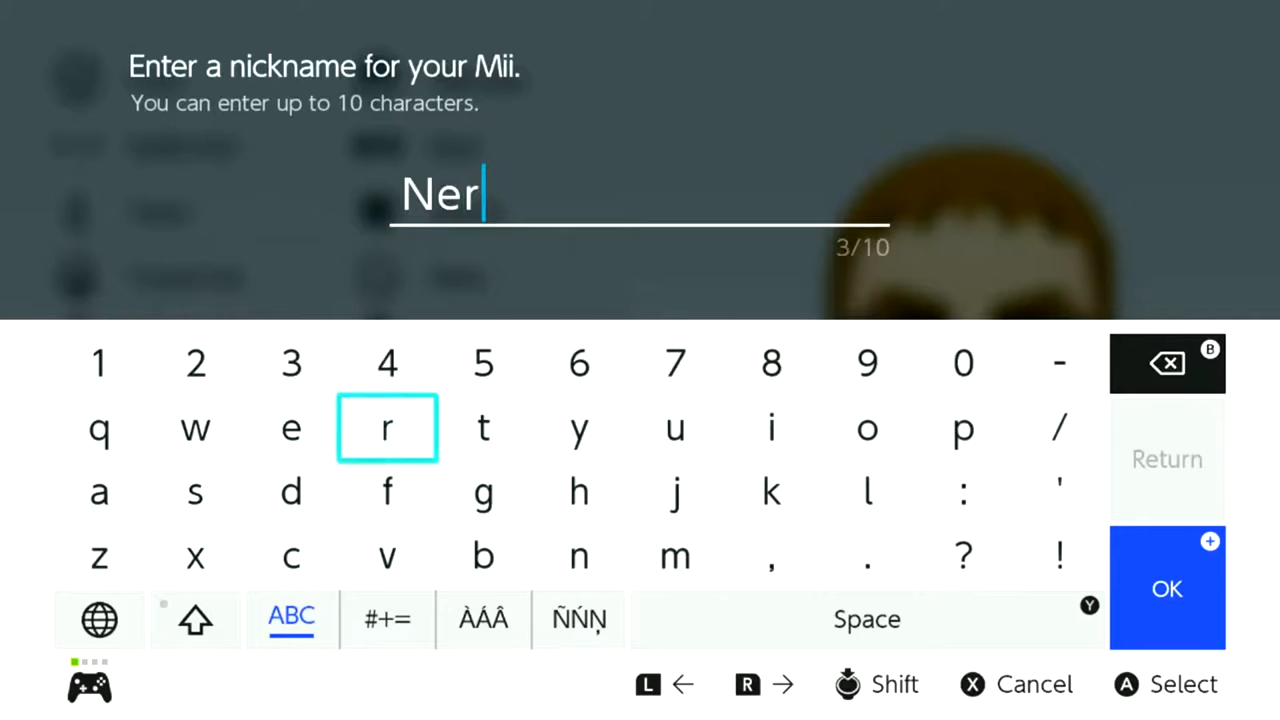 Enter a nickname for your Mii.
You can enter up to 10 characters.
Ner
3/10
1 2 3 4 5 6 7 8 9 0 - B
q w e r t y u i o p / Return
a s d f g h j k l : '
z x c v b n m , . ? ! + OK
ABC #+= ÀÁÂ ÑŃŅ Space Y
L ← R → Shift X Cancel A Select